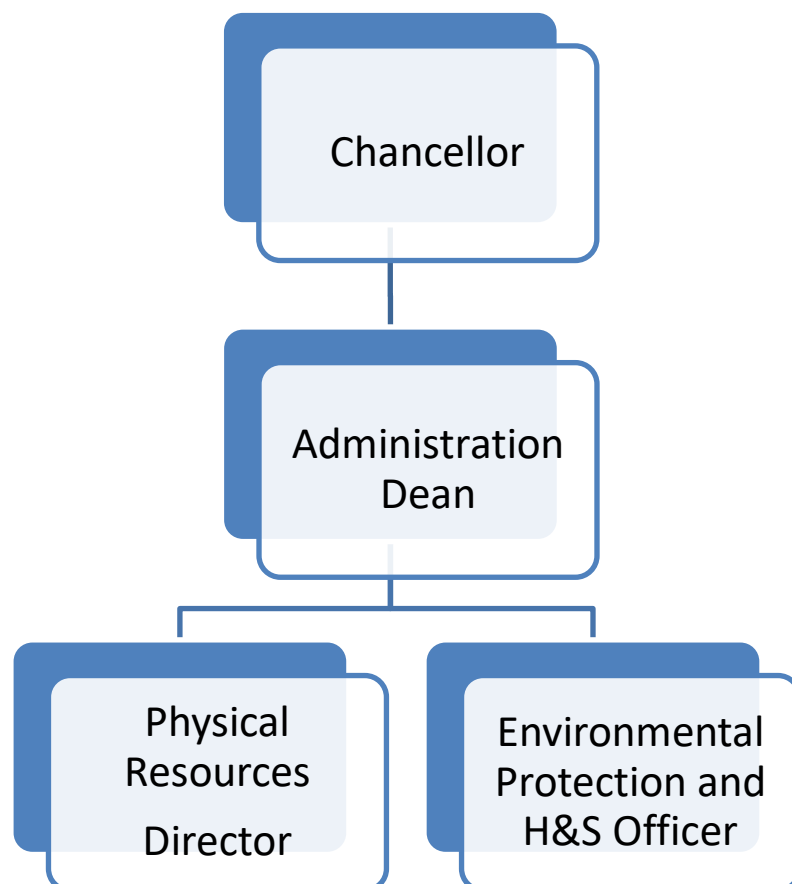 Chancellor
Administration
Dean
Physical
Resources
Director
Environmental
Protection and
H&S Officer